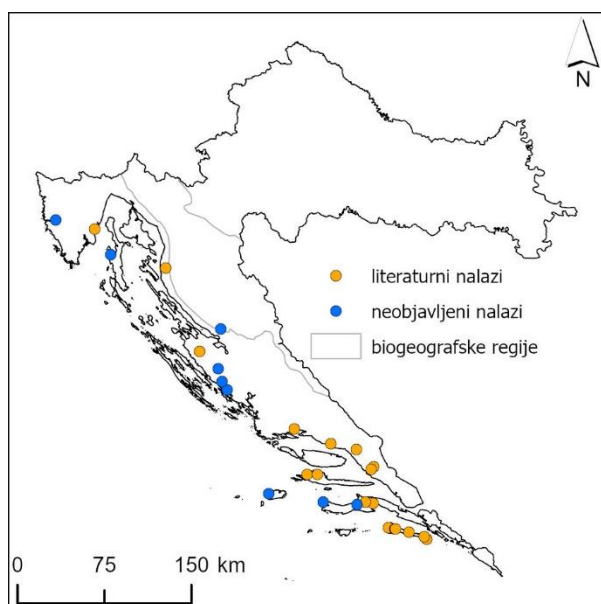 N
literaturni nalazi
neobjavljeni nalazi
biogeografske regije
0 75 150 km